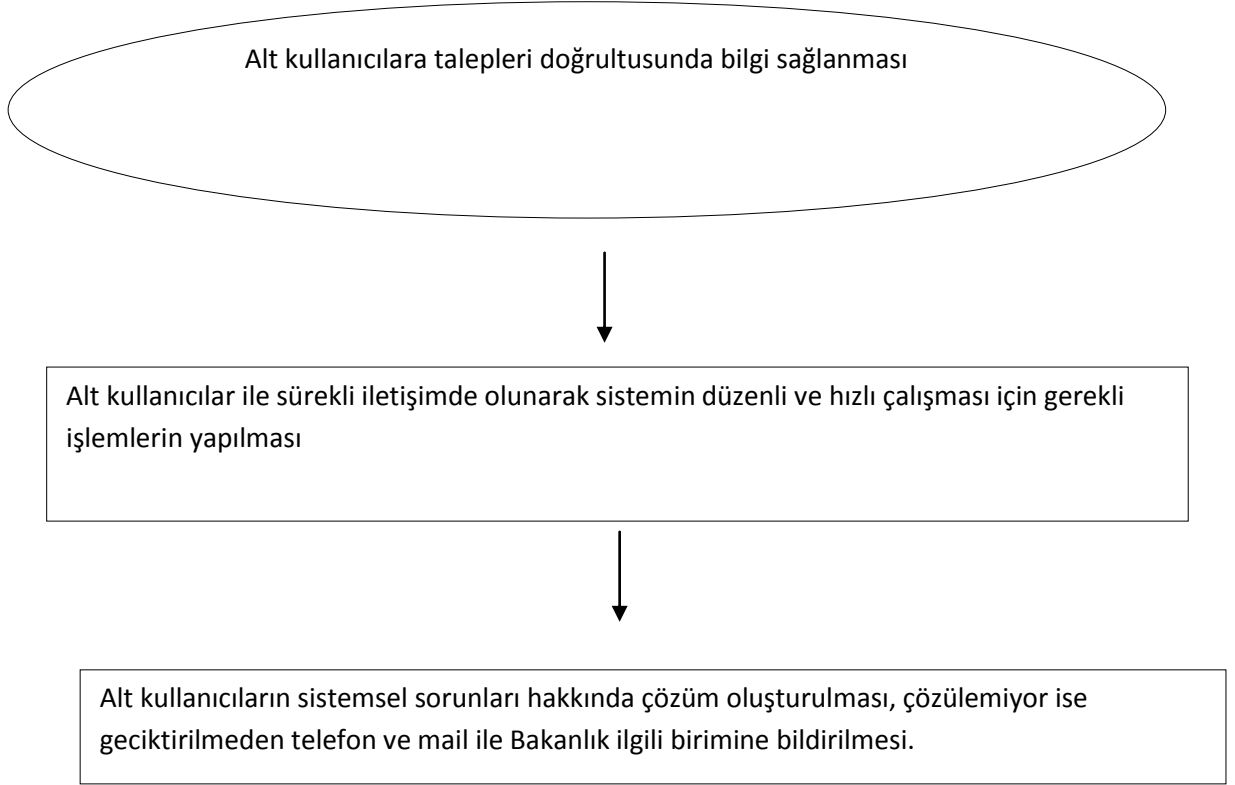 Alt kullanıcılara talepleri doğrultusunda bilgi sağlanması
Alt kullanıcılar ile sürekli iletişimde olunarak sistemin düzenli ve hızlı çalışması için gerekli
işlemlerin yapılması
Alt kullanıcıların sistemsel sorunları hakkında çözüm oluşturulması, çözülemiyor ise
geciktirilmeden telefon ve mail ile Bakanlık ilgili birimine bildirilmesi.